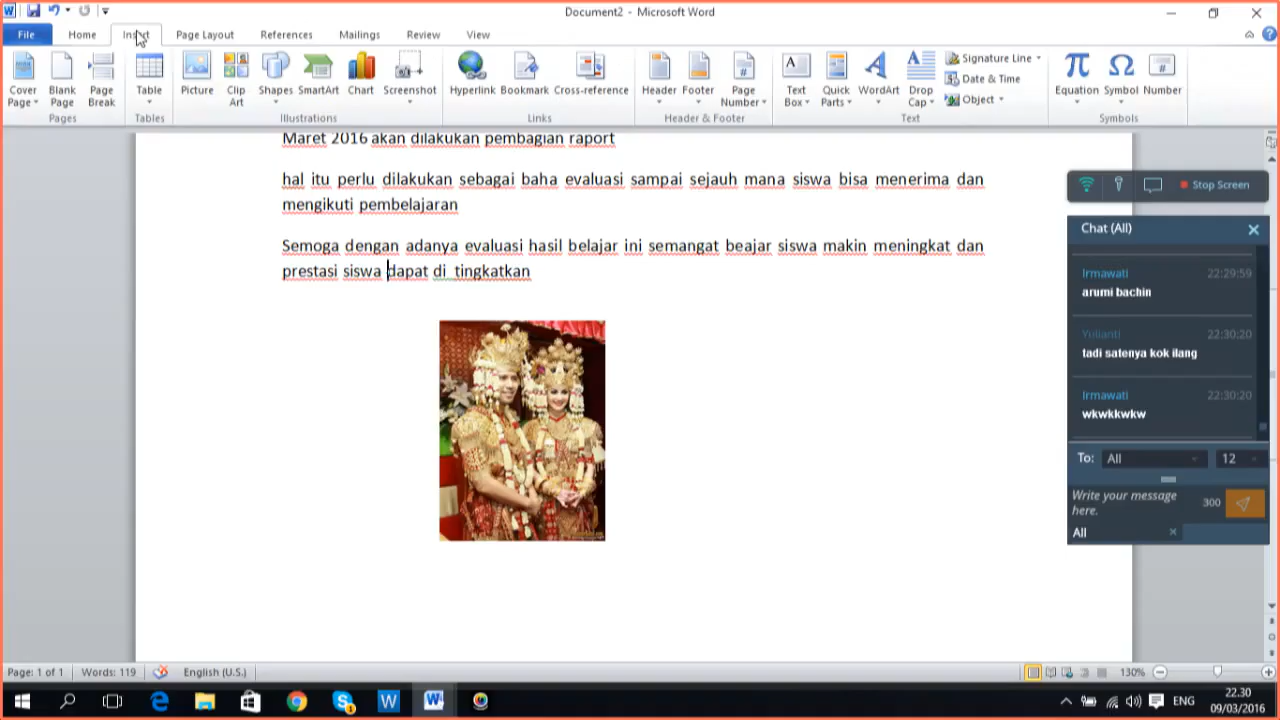 Document2 - Microsoft Word
File Home Insert Page Layout References Mailings Review View
Cover Page
Blank Page
Page Break
Table
Picture
Clip Art
Shapes
SmartArt
Chart
Screenshot
Hyperlink
Bookmark
Cross-reference
Header
Footer
Page Number
Text Box
Quick Parts
WordArt
Drop Cap
Signature Line
Date & Time
Object
Equation
Symbol
Number
Pages Tables Illustrations Links Header & Footer Text Symbols
Maret 2016 akan dilakukan pembagian raport
hal itu perlu dilakukan sebagai baha evaluasi sampai sejauh mana siswa bisa menerima dan
mengikuti pembelajaran
Semoga dengan adanya evaluasi hasil belajar ini semangat beajar siswa makin meningkat dan
prestasi siswa dapat di tingkatkan
Stop Screen
Chat (All)
Irmawati 22:29:59
arumi bachin
Yulianti 22:30:20
tadi satenya kok ilang
Irmawati 22:30:20
wkwkkwkw
To: All 12
Write your message
here. 300
All
Page: 1 of 1 Words: 119 English (U.S.) 130%
ENG
22.30
09/03/2016